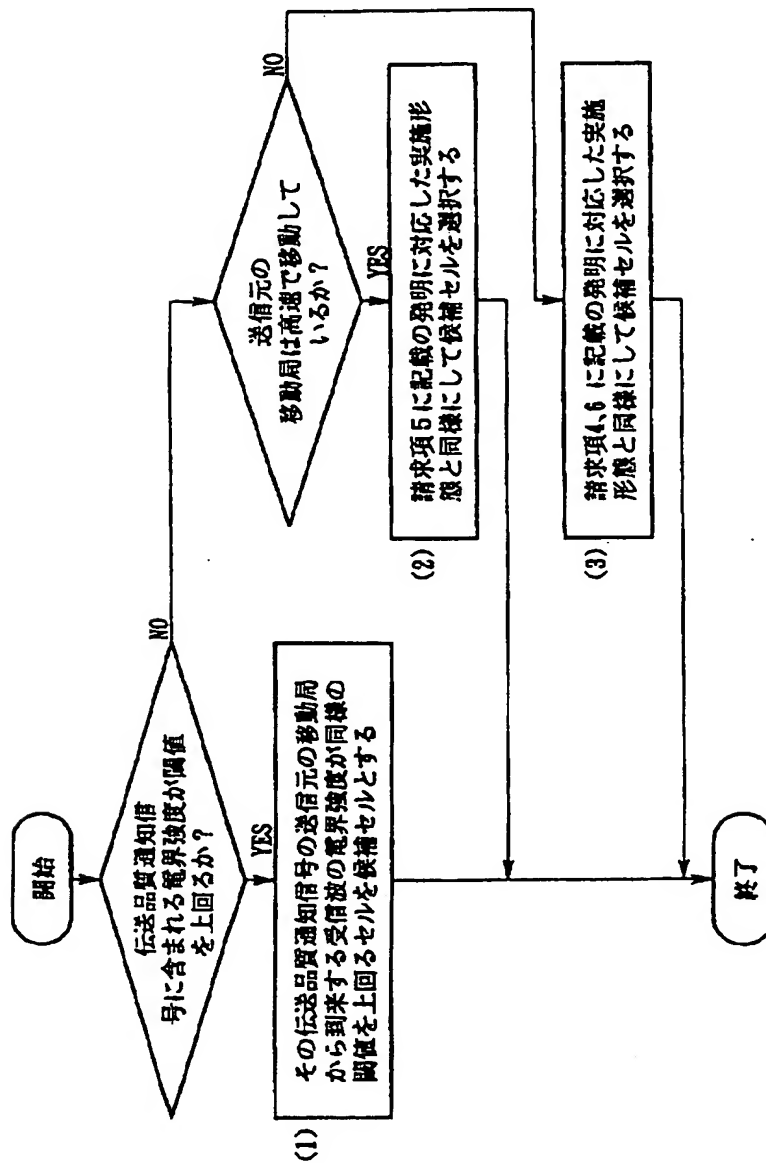 開始
伝送品質通知信
号に含まれる電界強度が閾値
を上回るか?
NO
YES
(1)
その伝送品質通知信号の送信元の移動局
から到来する受信波の電界強度が同様の
閾値を上回るセルを候補セルとする
送信元の
移動局は高速で移動して
いるか?
NO
YES
(2)
請求項5に記載の発明に対応した実施形
態と同様にして候補セルを選択する
(3)
請求項4、6に記載の発明に対応した実施
形態と同様にして候補セルを選択する
終了